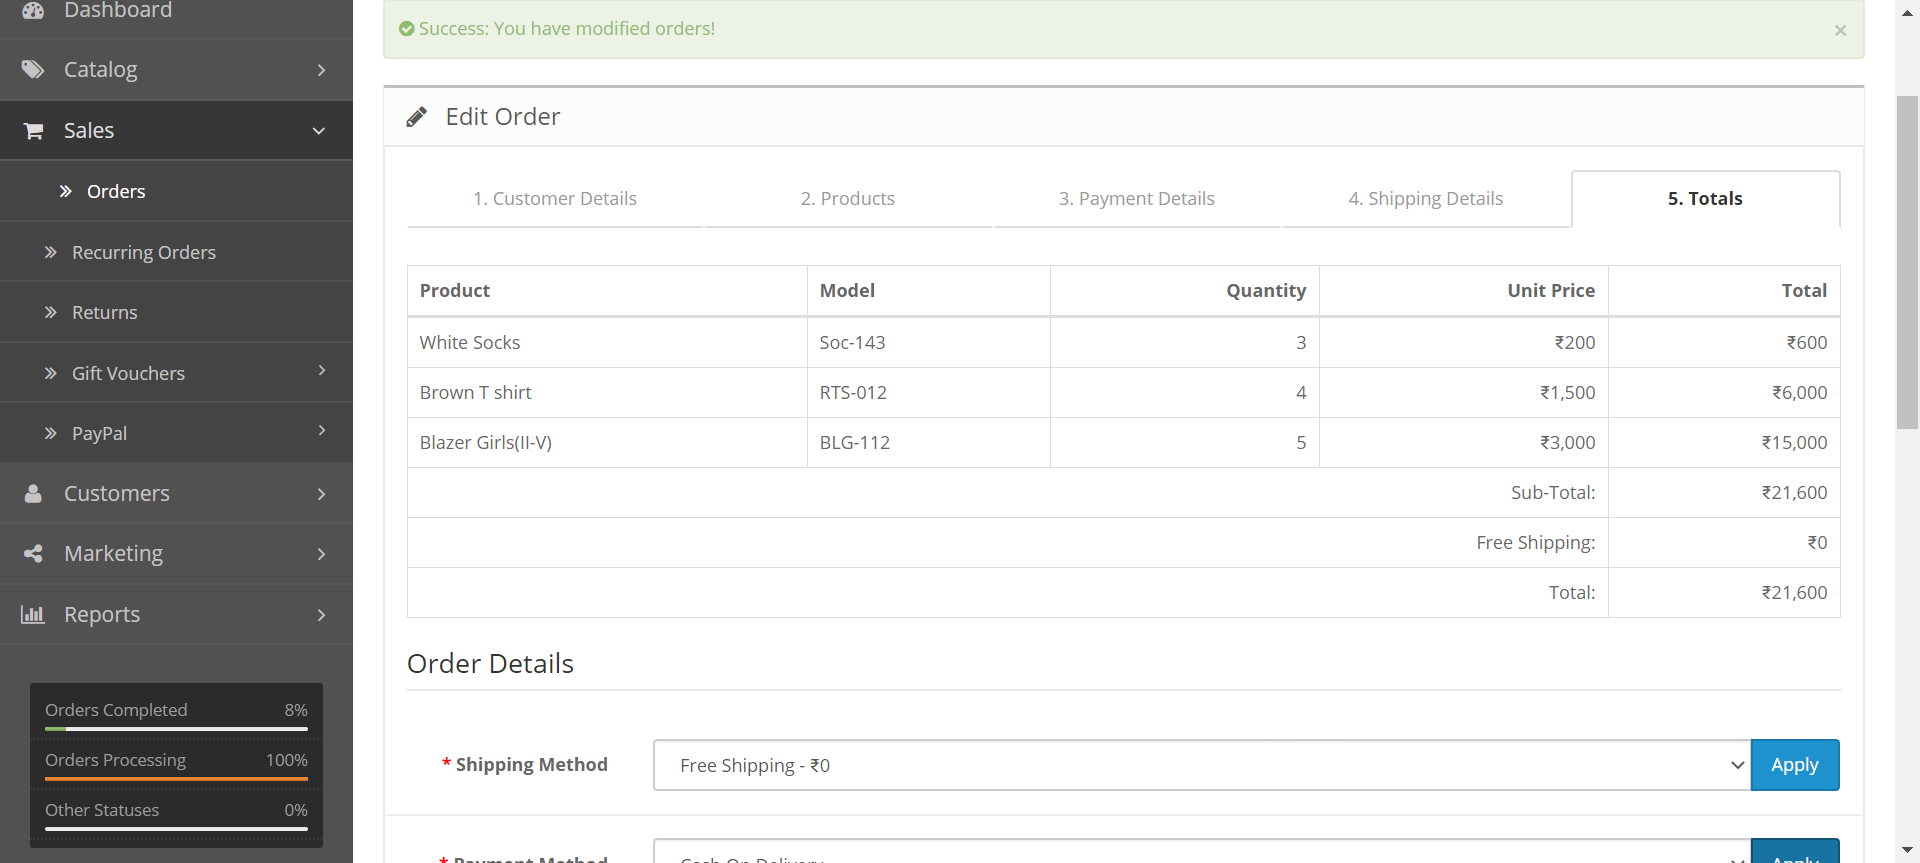 Dashboard
Catalog
Sales
Orders
Recurring Orders
Returns
Gift Vouchers
PayPal
Customers
Marketing
Reports
Orders Completed 8%
Orders Processing 100%
Other Statuses 0%
Success: You have modified orders! ×
Edit Order
1. Customer Details 2. Products 3. Payment Details 4. Shipping Details 5. Totals
Product Model Quantity Unit Price Total
White Socks Soc-143 3 ₹200 ₹600
Brown T shirt RTS-012 4 ₹1,500 ₹6,000
Blazer Girls(II-V) BLG-112 5 ₹3,000 ₹15,000
Sub-Total: ₹21,600
Free Shipping: ₹0
Total: ₹21,600
Order Details
* Shipping Method Free Shipping - ₹0 Apply
* Payment Method Cash On Delivery Apply